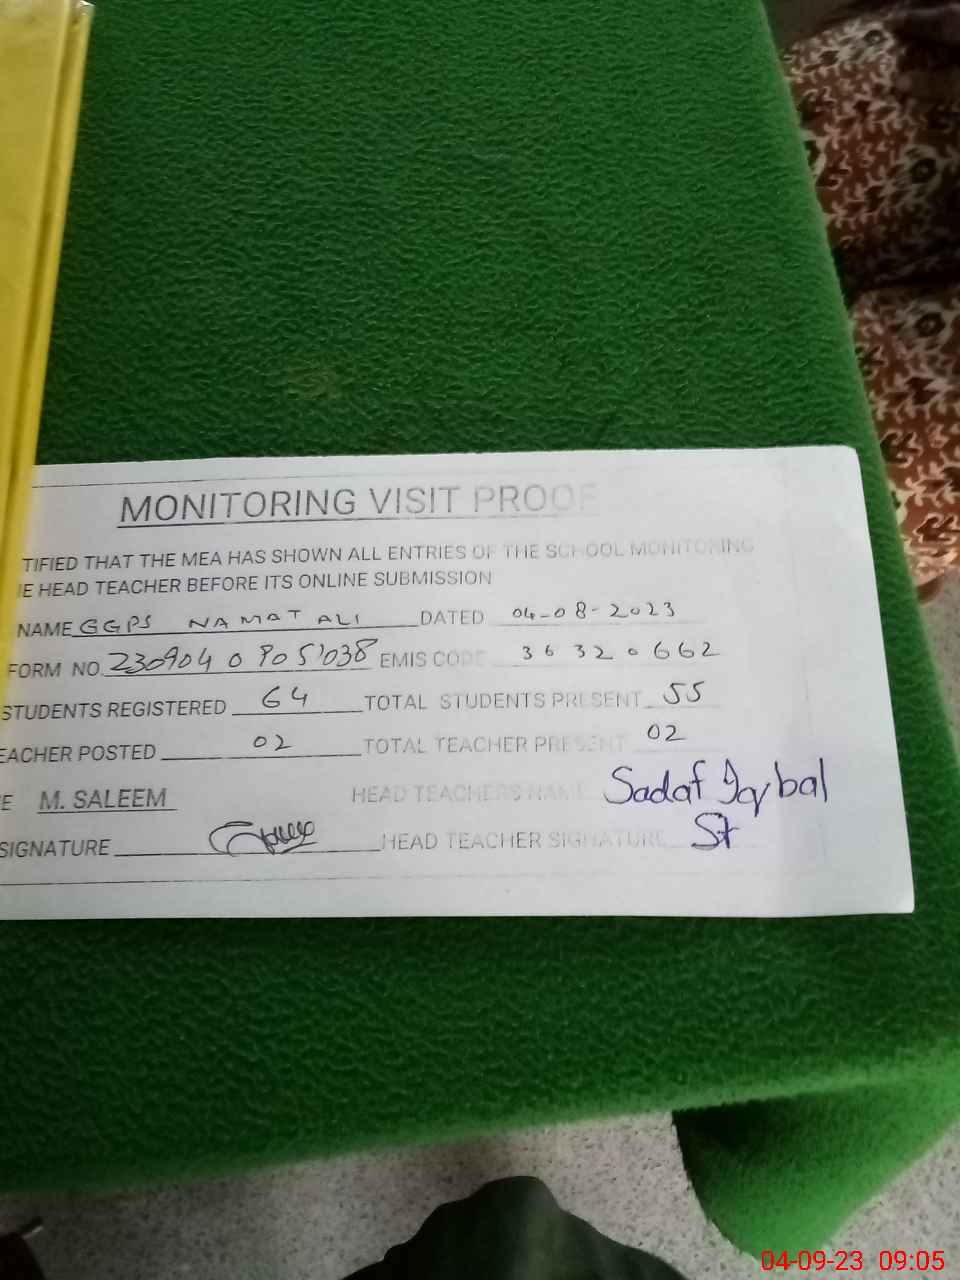 MONITORING VISIT PROOF
TIFIED THAT THE MEA HAS SHOWN ALL ENTRIES OF THE SCHOOL MONITORING
E HEAD TEACHER BEFORE ITS ONLINE SUBMISSION
NAME GGPS NAMAT ALI DATED 04-08-2023
FORM NO. 230904 0 905038 EMIS CODE 36320662
STUDENTS REGISTERED 64 TOTAL STUDENTS PRESENT 55
EACHER POSTED 02 TOTAL TEACHER PRESENT 02
E M. SALEEM HEAD TEACHERS NAME Sadaf Iqbal
SIGNATURE HEAD TEACHER SIGNATURE
04-09-23 09:05